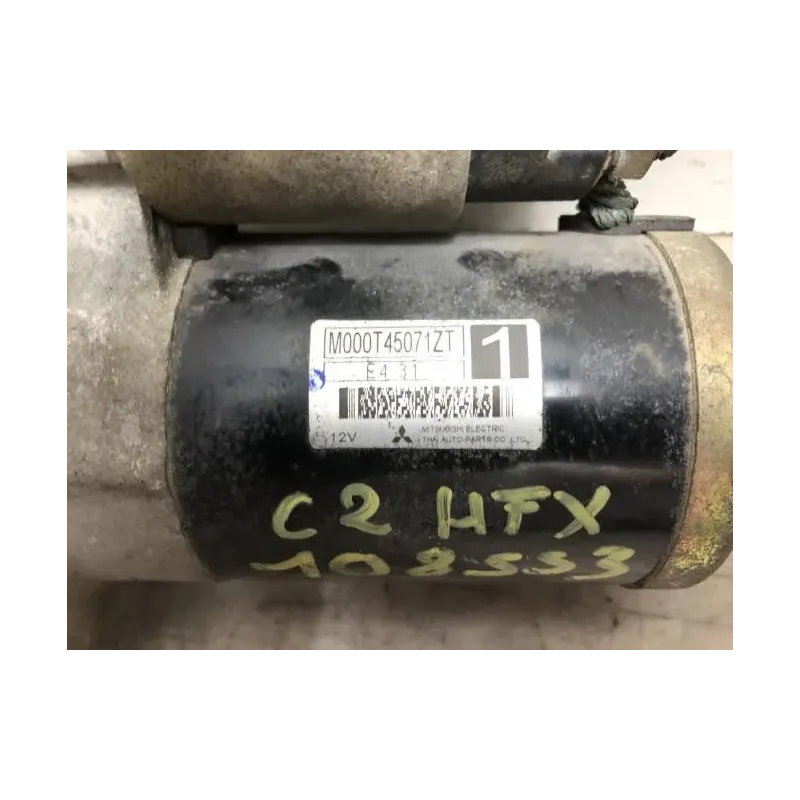 M000T45071ZT
1
E4 31
12V
MITSUBISHI ELECTRIC
THAI AUTO-PARTS CO.,LTD.
C2 HFX
108553